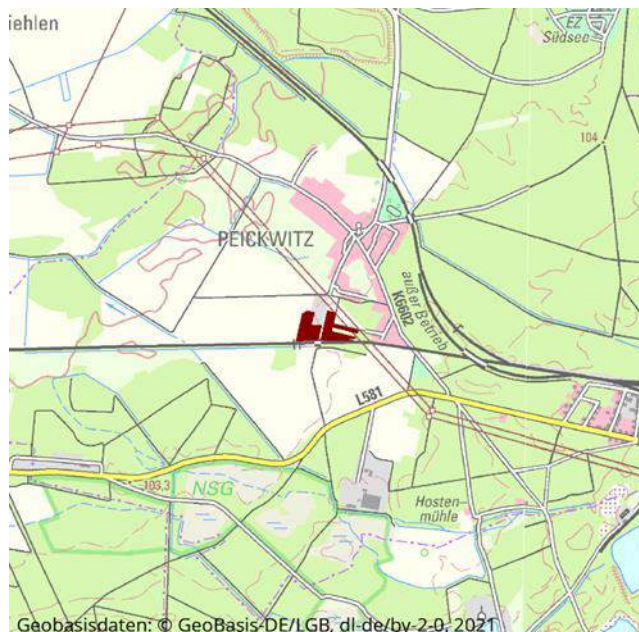 iehlen
EZ
Südsee
104
PEICKWITZ
außer Betrieb
K6602
L581
103,3
NSG
Hosten-
mühle
Geobasisdaten: © GeoBasis-DE/LGB, dl-de/by-2-0, 2021